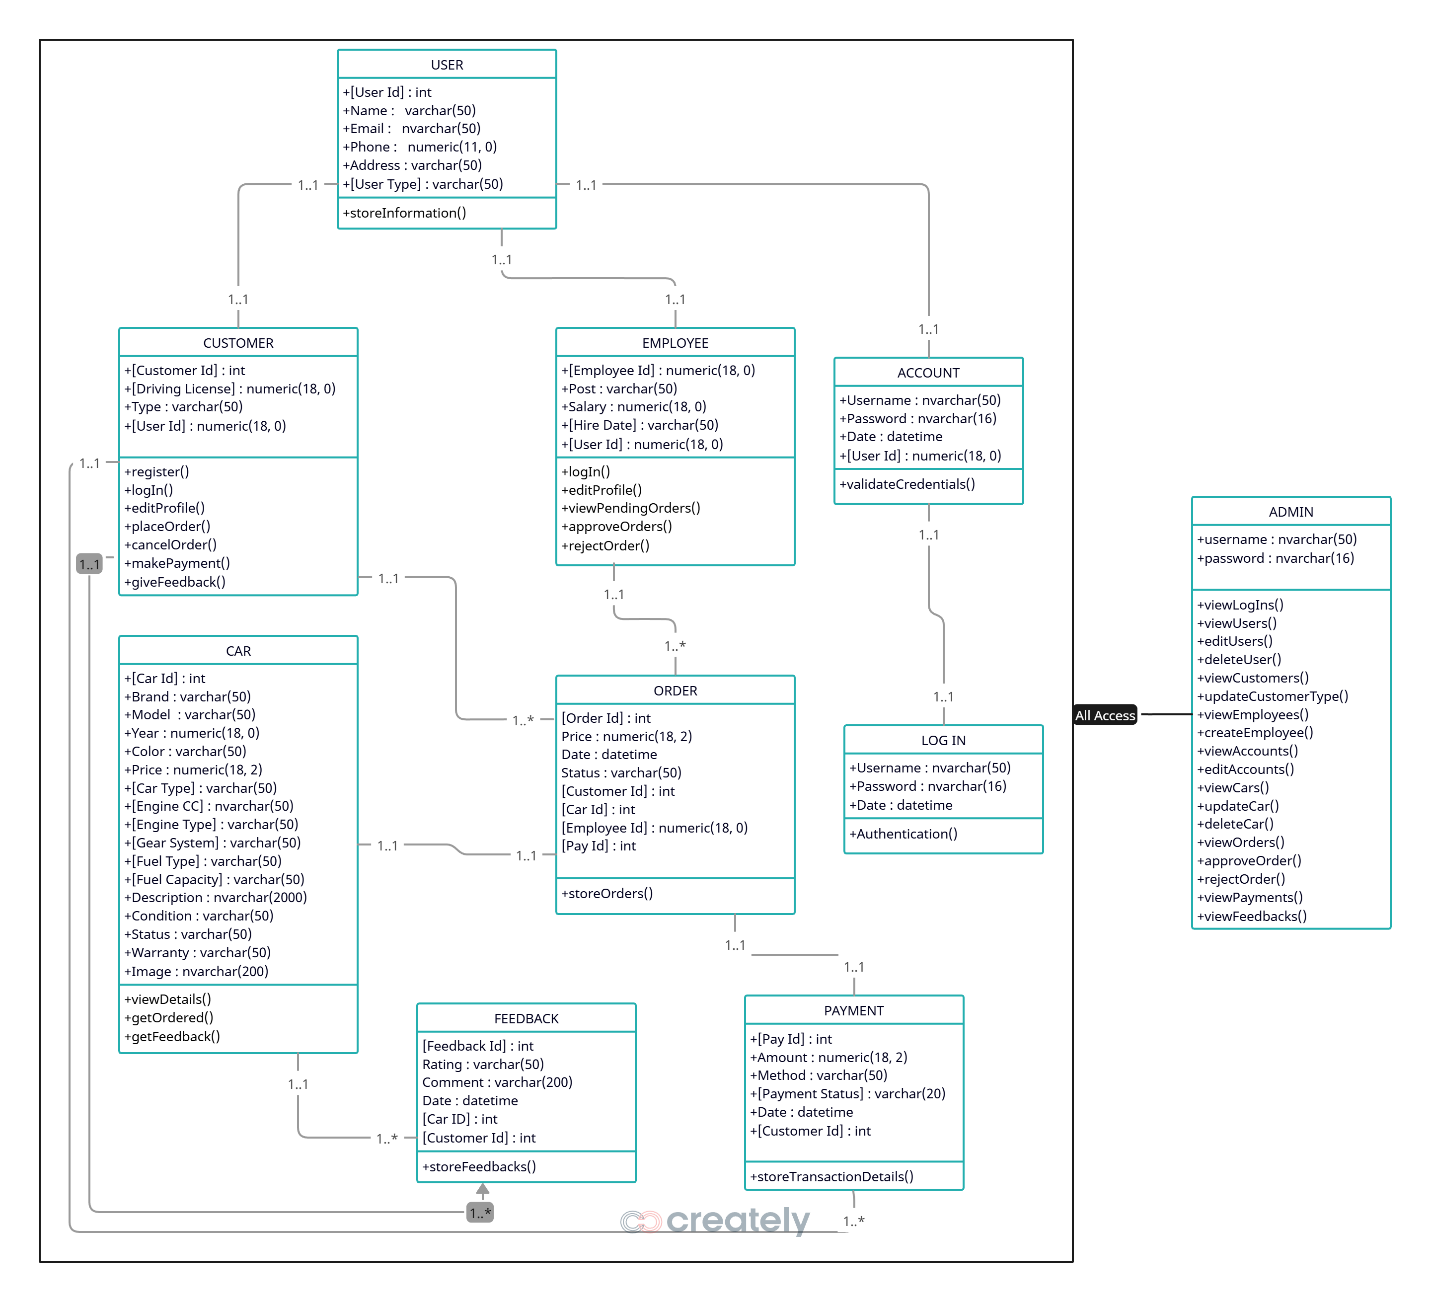 USER
+[User Id] : int
+Name :   varchar(50)
+Email :   nvarchar(50)
+Phone :   numeric(11, 0)
+Address : varchar(50)
+[User Type] : varchar(50)
+storeInformation()
1..1
1..1
1..1
1..1
1..1
1..1
CUSTOMER
+[Customer Id] : int
+[Driving License] : numeric(18, 0)
+Type : varchar(50)
+[User Id] : numeric(18, 0)
+register()
+logIn()
+editProfile()
+placeOrder()
+cancelOrder()
+makePayment()
+giveFeedback()
1..1
1..1
1..1
EMPLOYEE
+[Employee Id] : numeric(18, 0)
+Post : varchar(50)
+Salary : numeric(18, 0)
+[Hire Date] : varchar(50)
+[User Id] : numeric(18, 0)
+logIn()
+editProfile()
+viewPendingOrders()
+approveOrders()
+rejectOrder()
1..1
1..*
ACCOUNT
+Username : nvarchar(50)
+Password : nvarchar(16)
+Date : datetime
+[User Id] : numeric(18, 0)
+validateCredentials()
1..1
1..1
CAR
+[Car Id] : int
+Brand : varchar(50)
+Model  : varchar(50)
+Year : numeric(18, 0)
+Color : varchar(50)
+Price : numeric(18, 2)
+[Car Type] : varchar(50)
+[Engine CC] : nvarchar(50)
+[Engine Type] : varchar(50)
+[Gear System] : varchar(50)
+[Fuel Type] : varchar(50)
+[Fuel Capacity] : varchar(50)
+Description : nvarchar(2000)
+Condition : varchar(50)
+Status : varchar(50)
+Warranty : varchar(50)
+Image : nvarchar(200)
+viewDetails()
+getOrdered()
+getFeedback()
1..1
1..1
1..*
1..1
ORDER
[Order Id] : int
Price : numeric(18, 2)
Date : datetime
Status : varchar(50)
[Customer Id] : int
[Car Id] : int
[Employee Id] : numeric(18, 0)
[Pay Id] : int
+storeOrders()
1..1
1..1
LOG IN
+Username : nvarchar(50)
+Password : nvarchar(16)
+Date : datetime
+Authentication()
All Access
ADMIN
+username : nvarchar(50)
+password : nvarchar(16)
+viewLogIns()
+viewUsers()
+editUsers()
+deleteUser()
+viewCustomers()
+updateCustomerType()
+viewEmployees()
+createEmployee()
+viewAccounts()
+editAccounts()
+viewCars()
+updateCar()
+deleteCar()
+viewOrders()
+approveOrder()
+rejectOrder()
+viewPayments()
+viewFeedbacks()
FEEDBACK
[Feedback Id] : int
Rating : varchar(50)
Comment : varchar(200)
Date : datetime
[Car ID] : int
[Customer Id] : int
+storeFeedbacks()
1..*
1..*
PAYMENT
+[Pay Id] : int
+Amount : numeric(18, 2)
+Method : varchar(50)
+[Payment Status] : varchar(20)
+Date : datetime
+[Customer Id] : int
+storeTransactionDetails()
1..*
creately